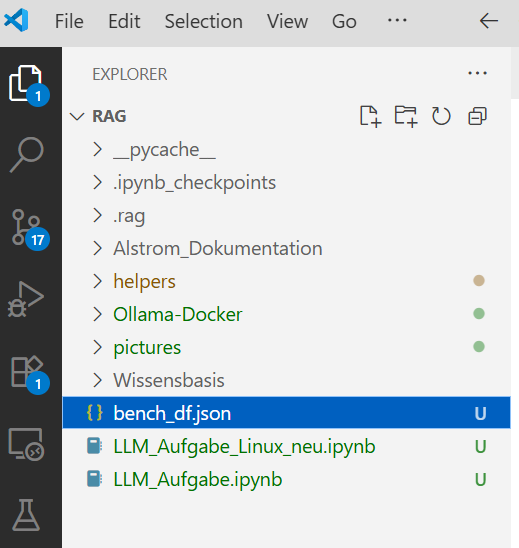 File Edit Selection View Go ···
EXPLORER ···
RAG
__pycache__
.ipynb_checkpoints
.rag
Alstrom_Dokumentation
helpers
Ollama-Docker
pictures
Wissensbasis
{ } bench_df.json U
LLM_Aufgabe_Linux_neu.ipynb U
LLM_Aufgabe.ipynb U
1
17
1